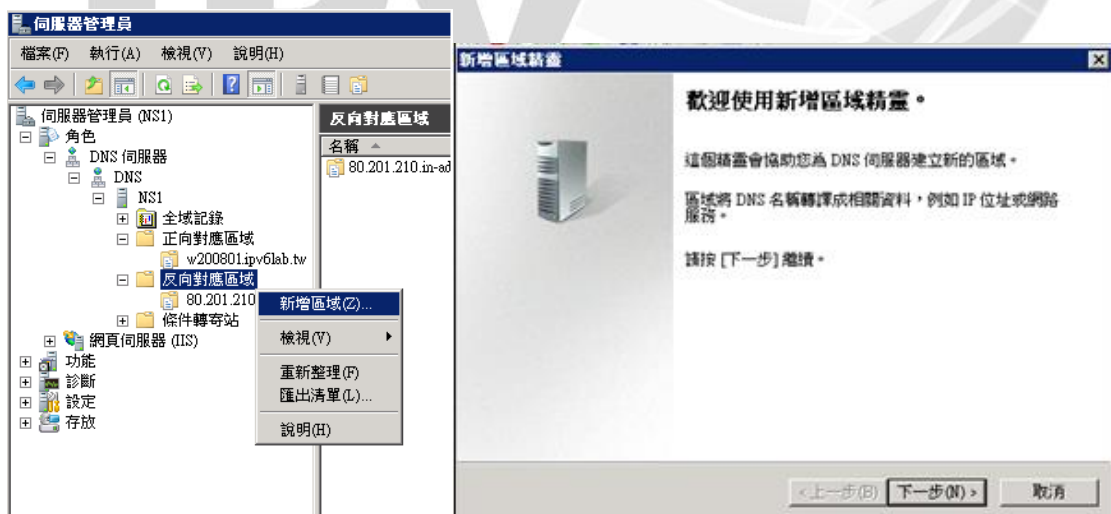 伺服器管理員
檔案(F) 執行(A) 檢視(V) 說明(H)
伺服器管理員 (NS1)
角色
DNS 伺服器
DNS
NS1
全域記錄
正向對應區域
w200801.ipv6lab.tw
反向對應區域
80.201.210
條件轉寄站
網頁伺服器 (IIS)
功能
診斷
設定
存放
反向對應區域
名稱
80.201.210.in-ad
新增區域(Z)...
檢視(V)
重新整理(F)
匯出清單(L)...
說明(H)
新增區域精靈
歡迎使用新增區域精靈。
這個精靈會協助您為 DNS 伺服器建立新的區域。
區域將 DNS 名稱轉譯成相關資料，例如 IP 位址或網路
服務。
請按 [下一步] 繼續。
<上一步(B) 下一步(N)> 取消